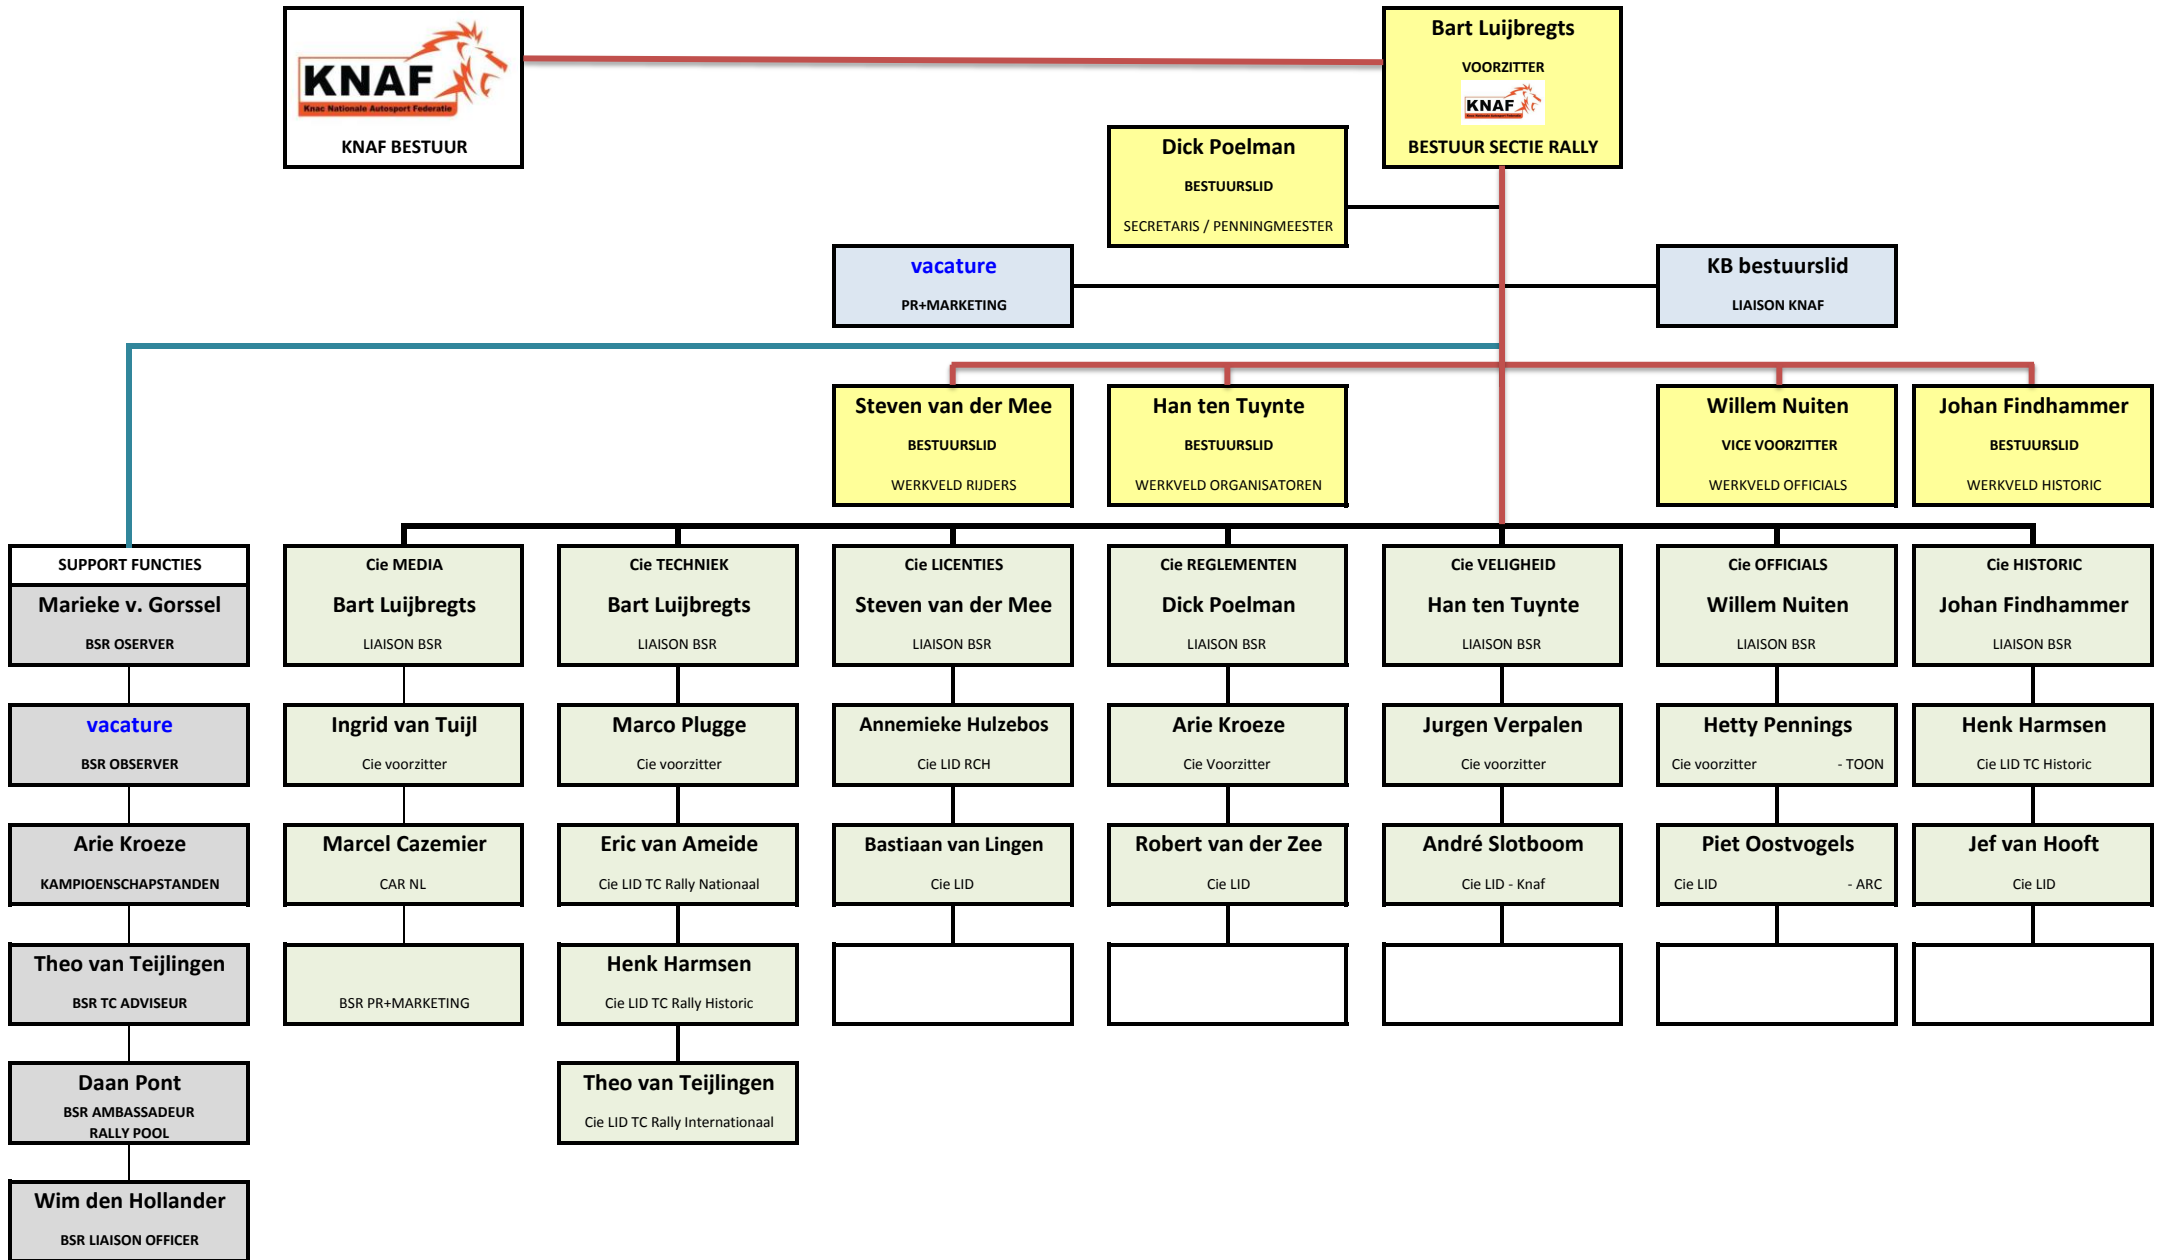 KNAF
Knac Nationale Autosport Federatie
KNAF BESTUUR
Bart Luijbregts
VOORZITTER
KNAF
BESTUUR SECTIE RALLY
Dick Poelman
BESTUURSLID
SECRETARIS / PENNINGMEESTER
vacature
PR+MARKETING
KB bestuurslid
LIAISON KNAF
Steven van der Mee
BESTUURSLID
WERKVELD RIJDERS
Han ten Tuynte
BESTUURSLID
WERKVELD ORGANISATOREN
Willem Nuiten
VICE VOORZITTER
WERKVELD OFFICIALS
Johan Findhammer
BESTUURSLID
WERKVELD HISTORIC
SUPPORT FUNCTIES
Marieke v. Gorssel
BSR OSERVER
vacature
BSR OBSERVER
Arie Kroeze
KAMPIOENSCHAPSTANDEN
Theo van Teijlingen
BSR TC ADVISEUR
Daan Pont
BSR AMBASSADEUR
RALLY POOL
Wim den Hollander
BSR LIAISON OFFICER
Cie MEDIA
Bart Luijbregts
LIAISON BSR
Ingrid van Tuijl
Cie voorzitter
Marcel Cazemier
CAR NL
BSR PR+MARKETING
Cie TECHNIEK
Bart Luijbregts
LIAISON BSR
Marco Plugge
Cie voorzitter
Eric van Ameide
Cie LID TC Rally Nationaal
Henk Harmsen
Cie LID TC Rally Historic
Theo van Teijlingen
Cie LID TC Rally Internationaal
Cie LICENTIES
Steven van der Mee
LIAISON BSR
Annemieke Hulzebos
Cie LID RCH
Bastiaan van Lingen
Cie LID
Cie REGLEMENTEN
Dick Poelman
LIAISON BSR
Arie Kroeze
Cie Voorzitter
Robert van der Zee
Cie LID
Cie VELIGHEID
Han ten Tuynte
LIAISON BSR
Jurgen Verpalen
Cie voorzitter
André Slotboom
Cie LID - Knaf
Cie OFFICIALS
Willem Nuiten
LIAISON BSR
Hetty Pennings
Cie voorzitter - TOON
Piet Oostvogels
Cie LID - ARC
Cie HISTORIC
Johan Findhammer
LIAISON BSR
Henk Harmsen
Cie LID TC Historic
Jef van Hooft
Cie LID